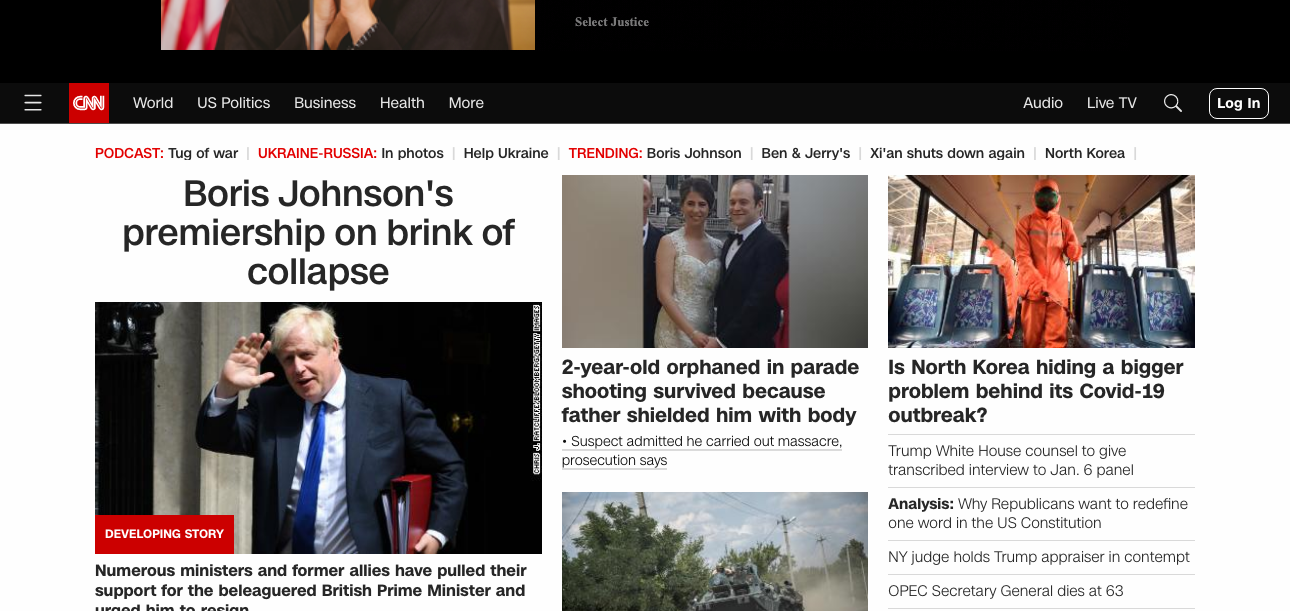 Select Justice
CNN
World
US Politics
Business
Health
More
Audio
Live TV
Log In
PODCAST: Tug of war
UKRAINE-RUSSIA: In photos
Help Ukraine
TRENDING: Boris Johnson
Ben & Jerry's
Xi'an shuts down again
North Korea
Boris Johnson's
premiership on brink of
collapse
CHRIS J. RATCLIFFE/BLOOMBERG/GETTY IMAGES
DEVELOPING STORY
Numerous ministers and former allies have pulled their
support for the beleaguered British Prime Minister and
urged him to resign
2-year-old orphaned in parade
shooting survived because
father shielded him with body
• Suspect admitted he carried out massacre,
prosecution says
Is North Korea hiding a bigger
problem behind its Covid-19
outbreak?
Trump White House counsel to give
transcribed interview to Jan. 6 panel
Analysis: Why Republicans want to redefine
one word in the US Constitution
NY judge holds Trump appraiser in contempt
OPEC Secretary General dies at 63